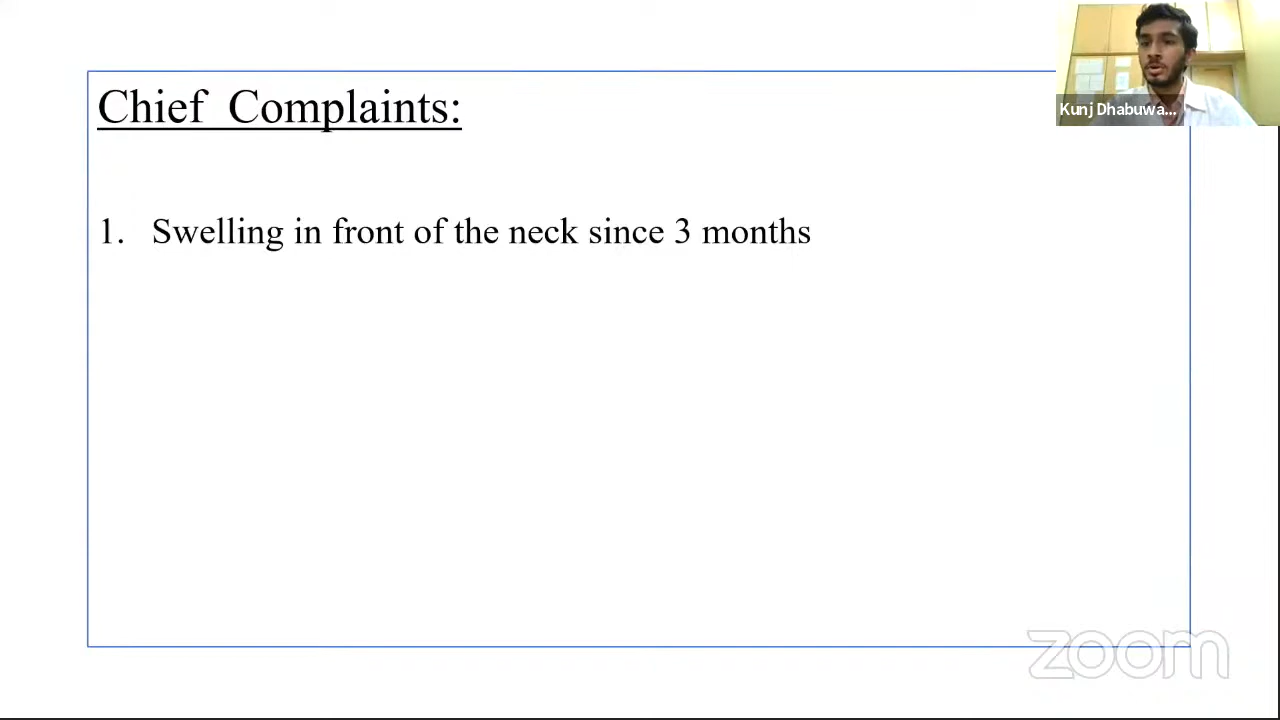 Chief Complaints:
Kunj Dhabuwa...
1. Swelling in front of the neck since 3 months
zoom